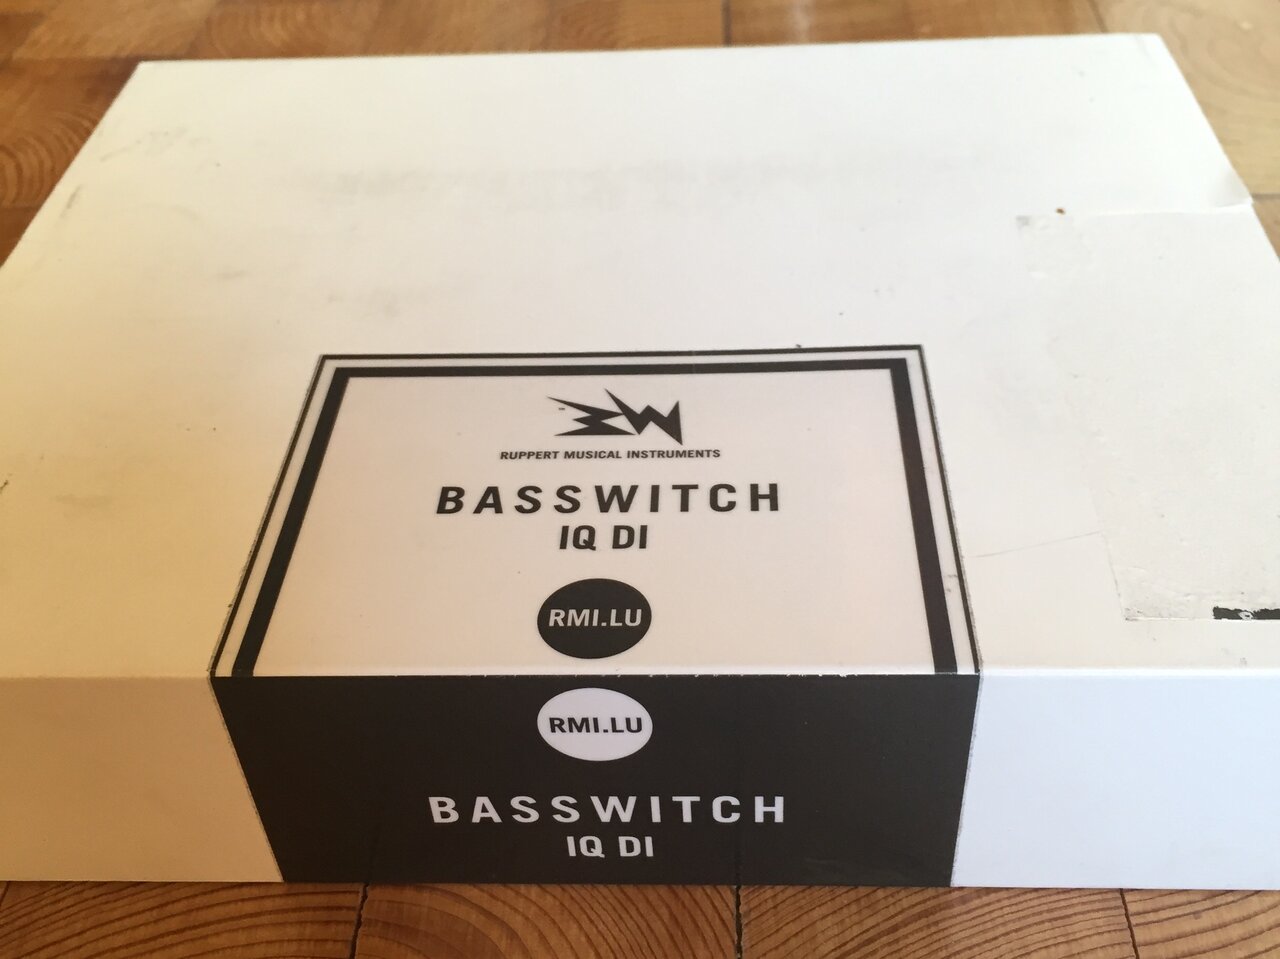 RUPPERT MUSICAL INSTRUMENTS
BASSWITCH
IQ DI
RMI.LU
RMI.LU
BASSWITCH
IQ DI